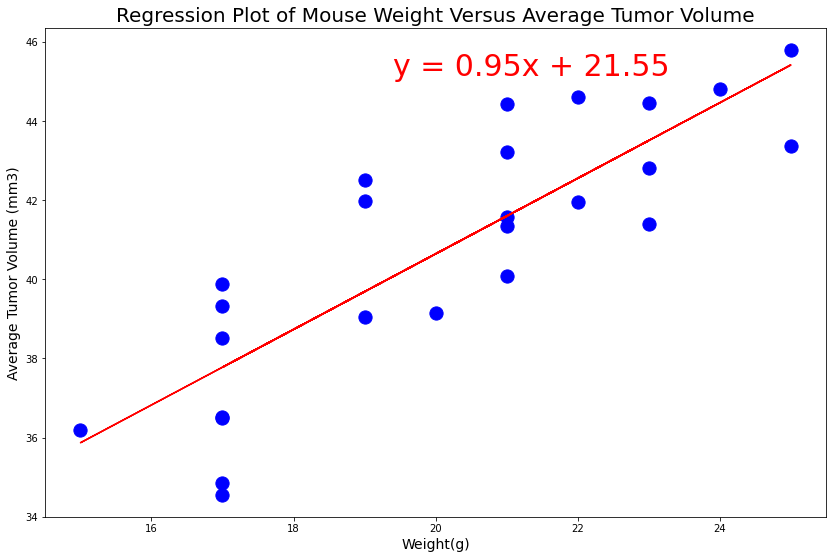 Regression Plot of Mouse Weight Versus Average Tumor Volume
y = 0.95x + 21.55
Average Tumor Volume (mm3)
46
44
42
40
38
36
34
16 18 20 22 24
Weight(g)